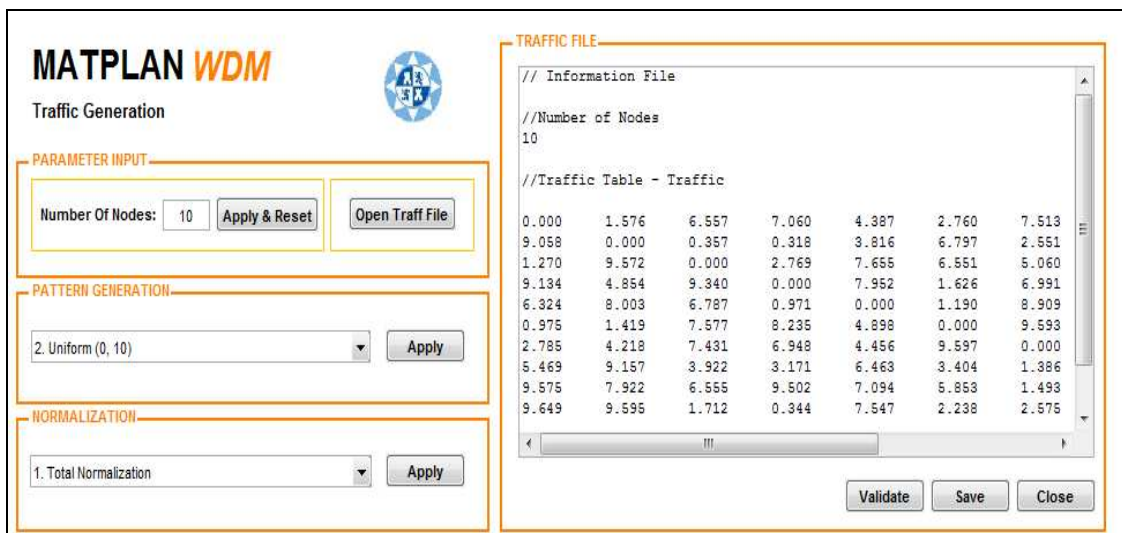 MATPLAN WDM
Traffic Generation
PARAMETER INPUT
Number Of Nodes: 10 Apply & Reset Open Traff File
PATTERN GENERATION
2. Uniform (0, 10) Apply
NORMALIZATION
1. Total Normalization Apply
TRAFFIC FILE
// Information File
//Number of Nodes
10
//Traffic Table - Traffic
0.000 1.576 6.557 7.060 4.387 2.760 7.513
9.058 0.000 0.357 0.318 3.816 6.797 2.551
1.270 9.572 0.000 2.769 7.655 6.551 5.060
9.134 4.854 9.340 0.000 7.952 1.626 6.991
6.324 8.003 6.787 0.971 0.000 1.190 8.909
0.975 1.419 7.577 8.235 4.898 0.000 9.593
2.785 4.218 7.431 6.948 4.456 9.597 0.000
5.469 9.157 3.922 3.171 6.463 3.404 1.386
9.575 7.922 6.555 9.502 7.094 5.853 1.493
9.649 9.595 1.712 0.344 7.547 2.238 2.575
Validate Save Close